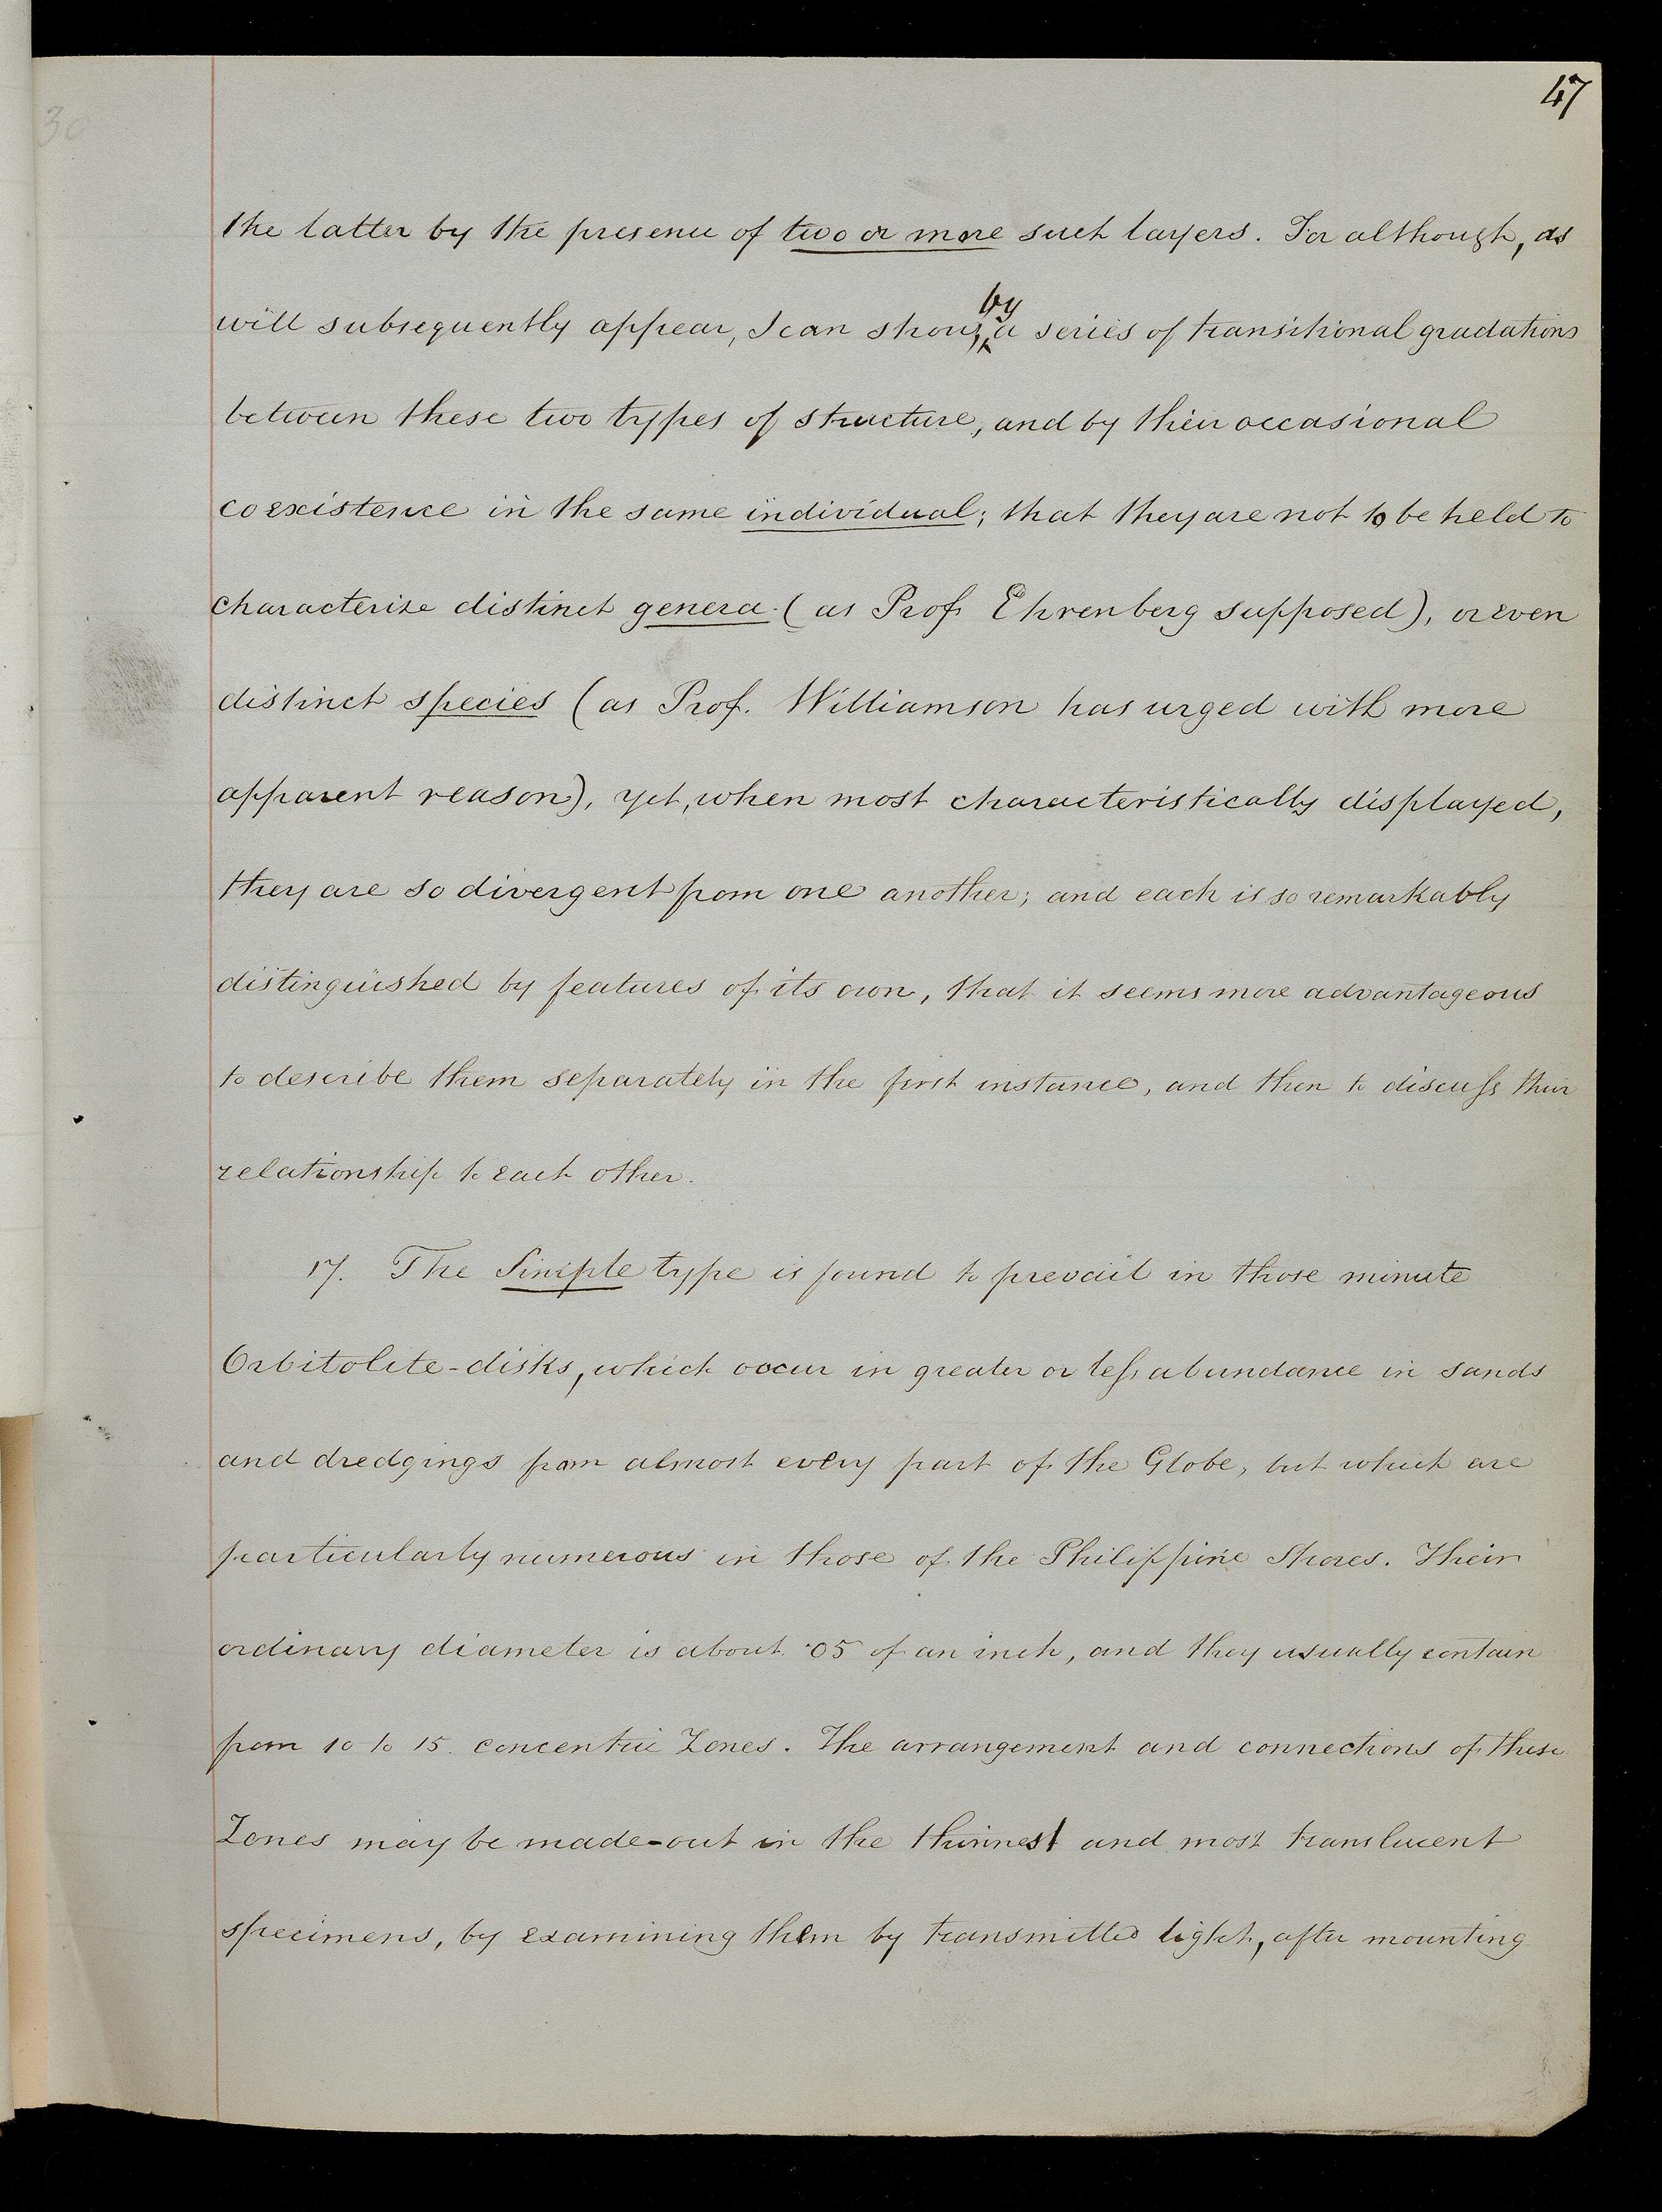 47
30
the latter by the presence of two or more such layers. For although, as
will subsequently appear, I can show, by a series of transitional gradations
between these two types of structure, and by their occasional
coexistence in the same individual; that they are not to be held to
characterize distinct genera (as Prof. Ehrenberg supposed), or even
distinct species (as Prof. Williamson has urged with more
apparent reason), yet, when most characteristically displayed,
they are so divergent from one another; and each is so remarkably
distinguished by features of its own, that it seems more advantageous
to describe them separately in the first instance, and then to discuss their
relationship to each other.
17. The Simple type is found to prevail in those minute
Orbitolite-disks, which occur in greater or less abundance in sands
and dredgings from almost every part of the Globe, but which are
particularly numerous in those of the Philippine Shores. Their
ordinary diameter is about ·05 of an inch, and they usually contain
from 10 to 15 concentric Zones. The arrangement and connections of these
Zones may be made-out in the thinnest and most translucent
specimens, by examining them by transmitted light, after mounting